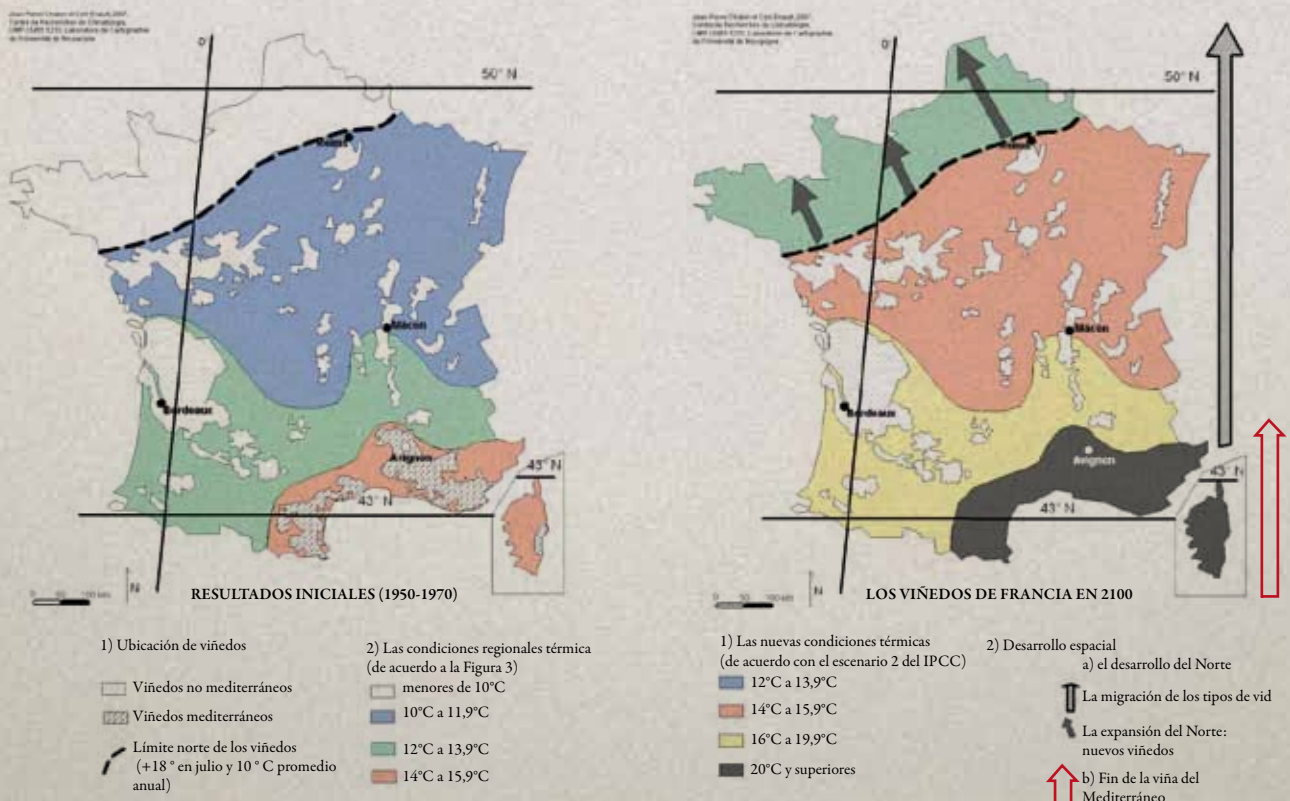 0°
50° N
Mâcon
Bordeaux
Avignon
43° N
43° N
N
RESULTADOS INICIALES (1950-1970)
1) Ubicación de viñedos
Viñedos no mediterráneos
Viñedos mediterráneos
Límite norte de los viñedos
(+18 ° en julio y 10 ° C promedio
anual)
2) Las condiciones regionales térmica
(de acuerdo a la Figura 3)
menores de 10°C
10°C a 11,9°C
12°C a 13,9°C
14°C a 15,9°C
0°
50° N
Mâcon
Bordeaux
Avignon
43° N
43° N
N
LOS VIÑEDOS DE FRANCIA EN 2100
1) Las nuevas condiciones térmicas
(de acuerdo con el escenario 2 del IPCC)
12°C a 13,9°C
14°C a 15,9°C
16°C a 19,9°C
20°C y superiores
2) Desarrollo espacial
a) el desarrollo del Norte
La migración de los tipos de vid
La expansión del Norte:
nuevos viñedos
b) Fin de la viña del
Mediterráneo